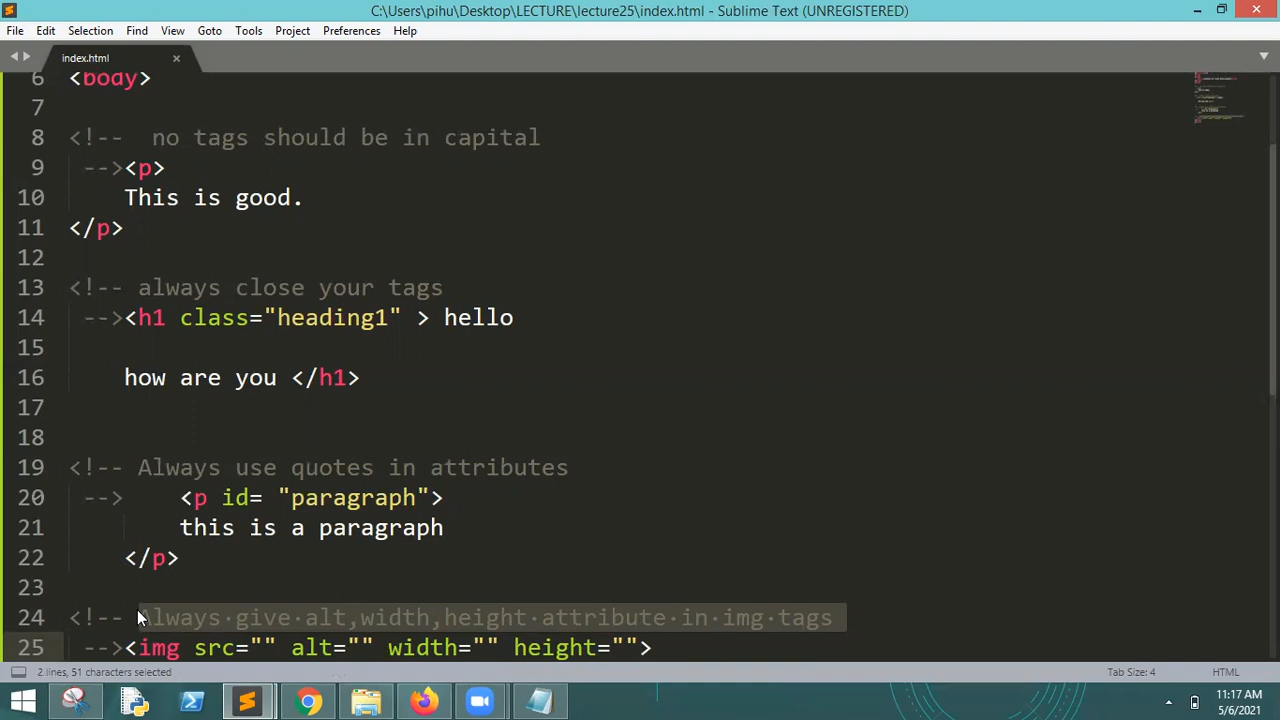 C:\Users\pihu\Desktop\LECTURE\lecture25\index.html - Sublime Text (UNREGISTERED)
File Edit Selection Find View Goto Tools Project Preferences Help
index.html
6 <body>
7
8 <!--  no tags should be in capital
9 --><p>
10 This is good.
11 </p>
12
13 <!-- always close your tags
14 --><h1 class="heading1" > hello
15
16 how are you </h1>
17
18
19 <!-- Always use quotes in attributes
20 -->    <p id= "paragraph">
21 this is a paragraph
22 </p>
23
24 <!-- Always give alt,width,height attribute in img tags
25 --><img src="" alt="" width="" height="">
2 lines, 51 characters selected Tab Size: 4 HTML
11:17 AM
5/6/2021